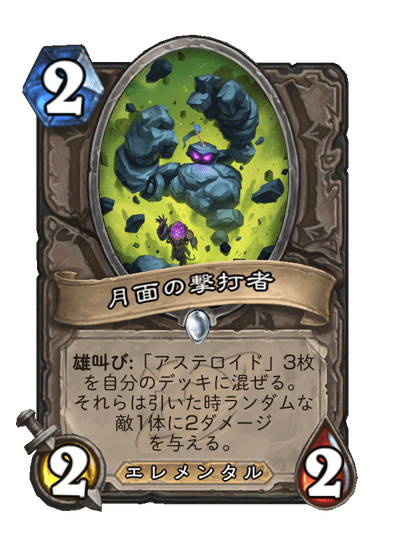 2
月面の撃打者
雄叫び:「アステロイド」3枚
を自分のデッキに混ぜる。
それらは引いた時ランダムな
敵1体に2ダメージ
を与える。
2
エレメンタル
2